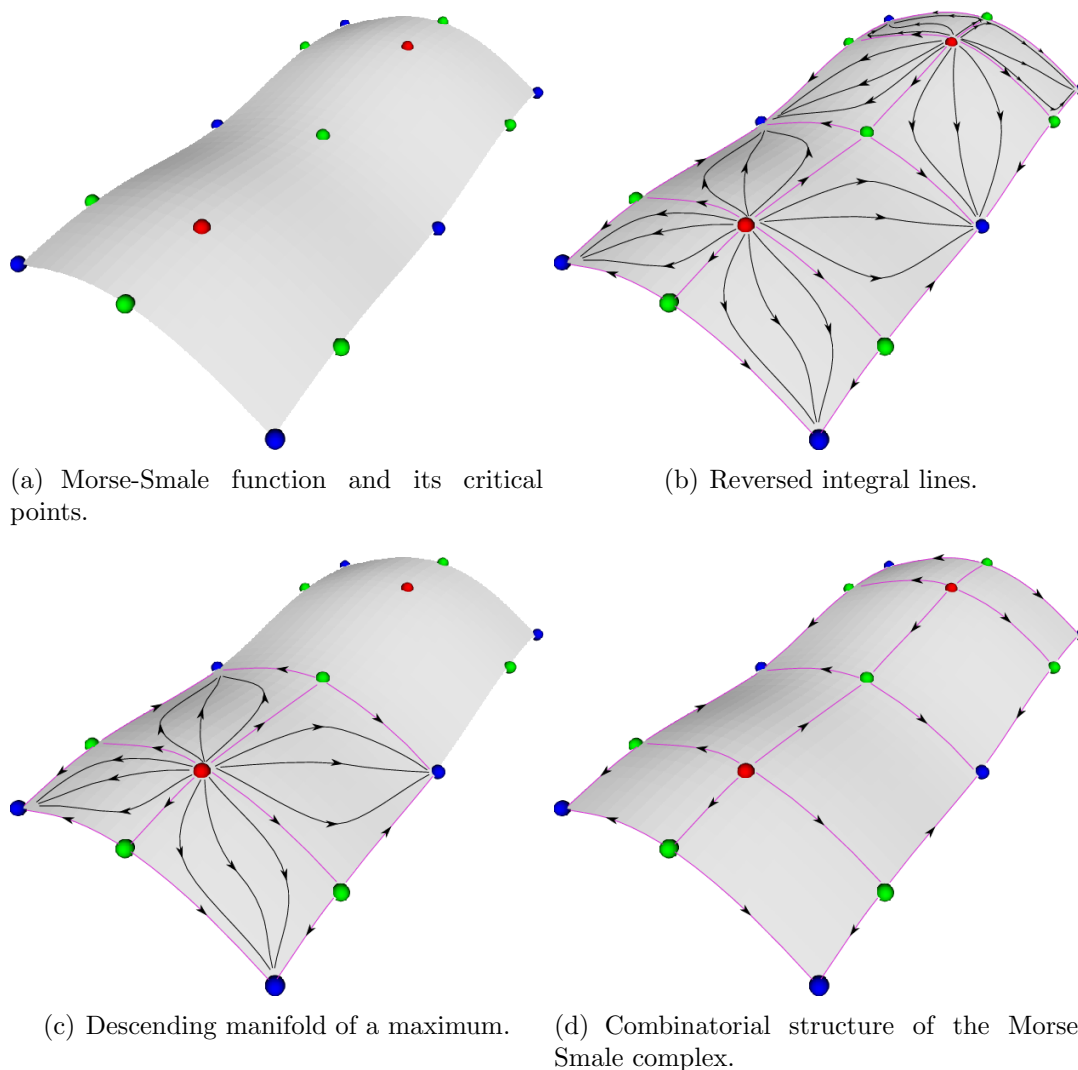 (a) Morse-Smale function and its critical
points.
(b) Reversed integral lines.
(c) Descending manifold of a maximum.
(d) Combinatorial structure of the Morse
Smale complex.